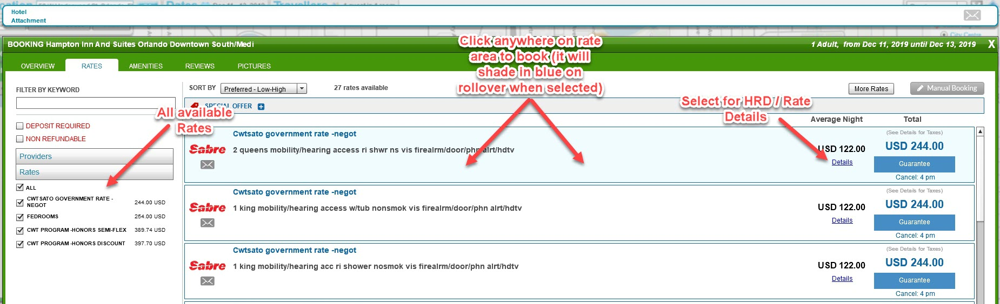 Hotel
Attachment
BOOKING Hampton Inn And Suites Orlando Downtown South/Medi
1 Adult, from Dec 11, 2019 until Dec 13, 2019 X
Click anywhere on rate
area to book (it will
shade in blue on
rollover when selected)
OVERVIEW RATES AMENITIES REVIEWS PICTURES
FILTER BY KEYWORD
SORT BY Preferred - Low-High 27 rates available More Rates Manual Booking
SPECIAL OFFER
All available
Rates
Select for HRD / Rate
Details
DEPOSIT REQUIRED
NON REFUNDABLE
Providers
Rates
ALL
CWTSATO GOVERNMENT RATE -
NEGOT 244.00 USD
FEDROOMS 254.00 USD
CWT PROGRAM -HONORS SEMI-FLEX 389.74 USD
CWT PROGRAM -HONORS DISCOUNT 397.70 USD
Average Night Total
Cwtsato government rate -negot
(See Details for Taxes)
Sabre 2 queens mobility/hearing access ri shwr ns vis firealrm/door/phn alrt/hdtv
USD 122.00 USD 244.00
Details Guarantee
Cancel: 4 pm
Cwtsato government rate -negot
(See Details for Taxes)
Sabre 1 king mobility/hearing access w/tub nonsmok vis firealrm/door/phn alrt/hdtv
USD 122.00 USD 244.00
Details Guarantee
Cancel: 4 pm
Cwtsato government rate -negot
(See Details for Taxes)
Sabre 1 king mobility/hearing acc ri shower nosmok vis firealrm/door/phn alrt/hdtv
USD 122.00 USD 244.00
Details Guarantee
Cancel: 4 pm
City Centre